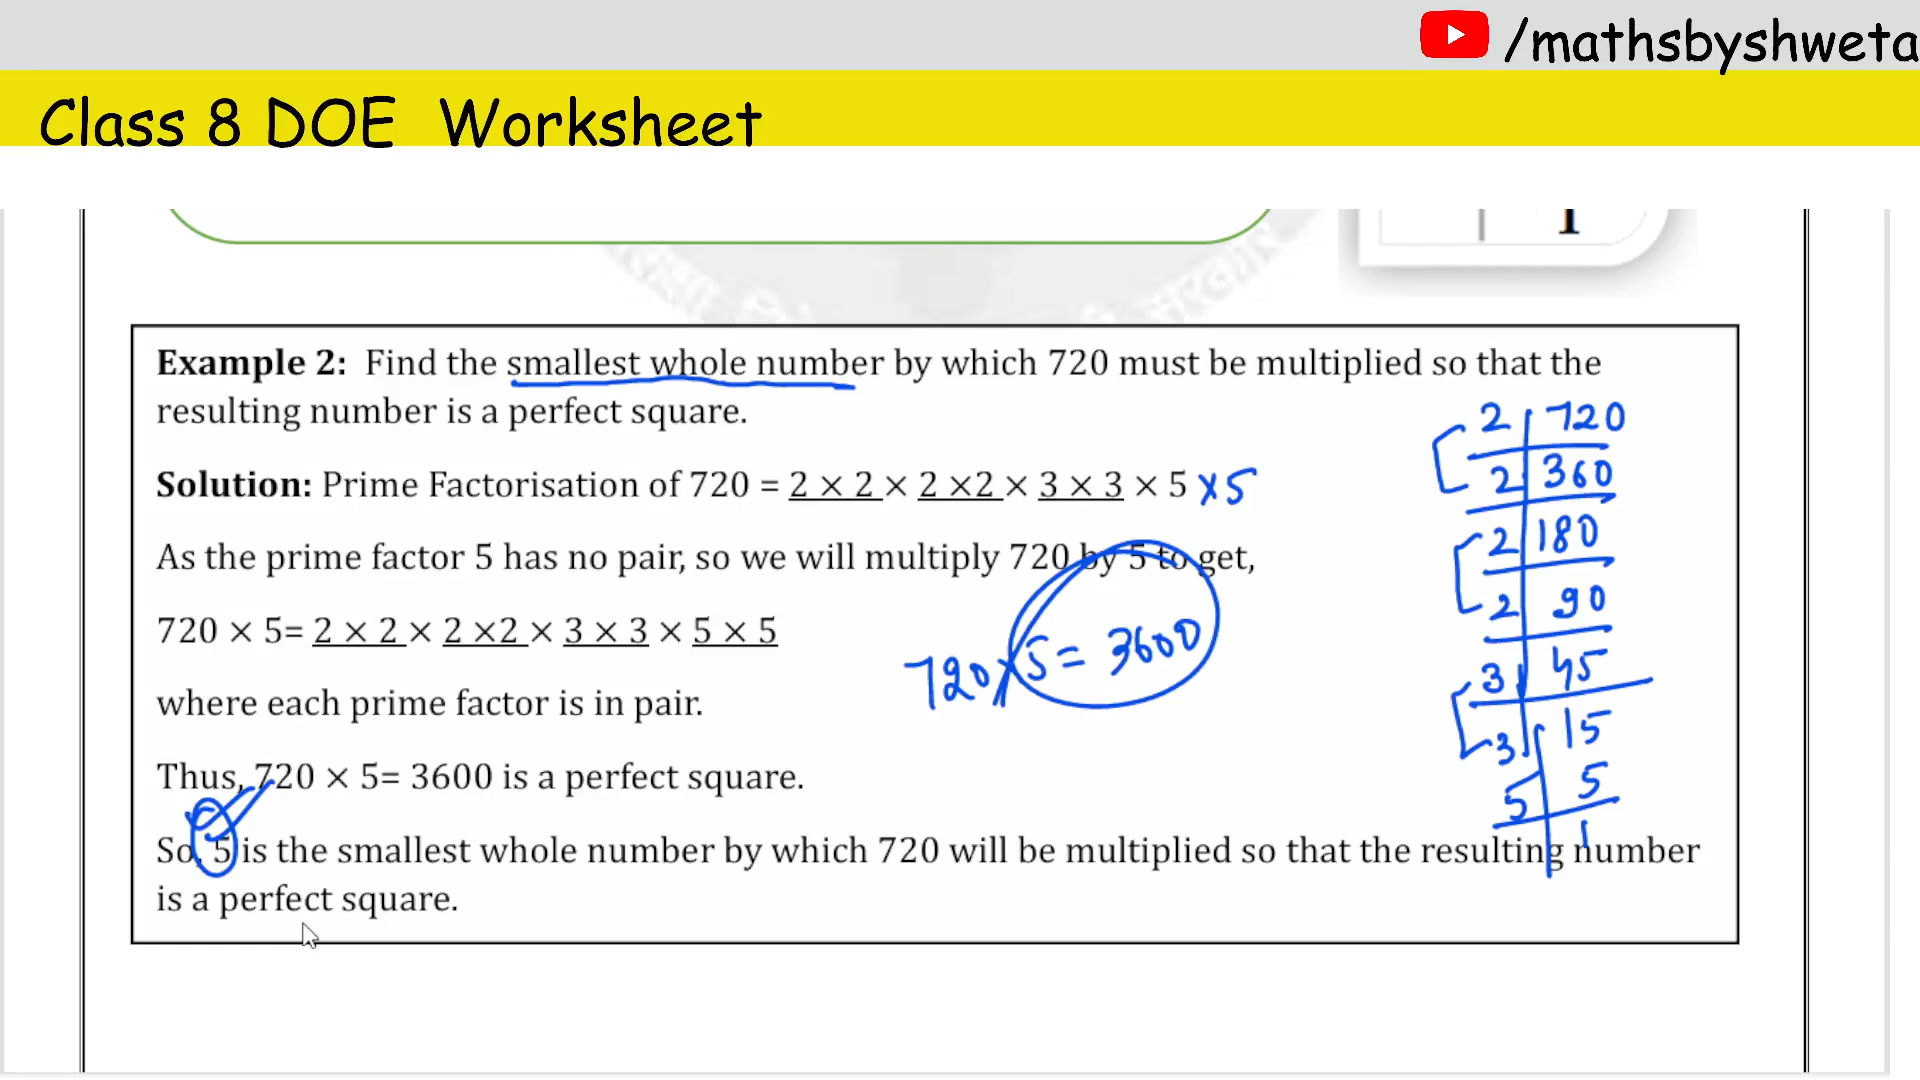 /mathsbyshweta
Class 8 DOE Worksheet
1
Example 2: Find the smallest whole number by which 720 must be multiplied so that the
resulting number is a perfect square.
Solution: Prime Factorisation of 720 = 2 × 2 × 2 ×2 × 3 × 3 × 5 × 5
As the prime factor 5 has no pair, so we will multiply 720 by 5 to get,
720 × 5= 2 × 2 × 2 ×2 × 3 × 3 × 5 × 5
720 × 5 = 3600
where each prime factor is in pair.
Thus, 720 × 5= 3600 is a perfect square.
So, 5 is the smallest whole number by which 720 will be multiplied so that the resulting number
is a perfect square.
2 720
2 360
2 180
2 90
3 45
3 15
5 5
1